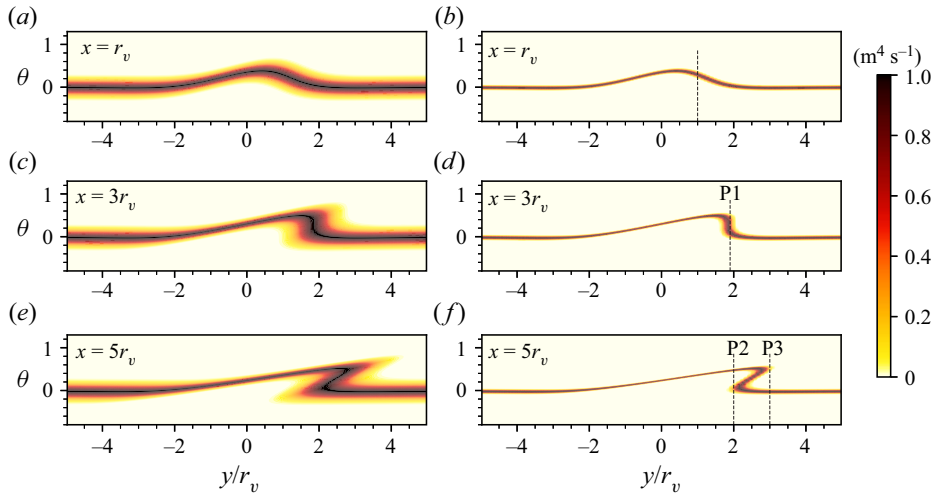 (a) (b)
(m⁴ s⁻¹)
x = r_v
x = r_v
1.0
1
0
θ
1
0
0.8
−4 −2 0 2 4
−4 −2 0 2 4
(c) (d)
P1
0.6
x = 3r_v
x = 3r_v
1
0
θ
1
0
0.4
−4 −2 0 2 4
−4 −2 0 2 4
(e) (f)
0.2
x = 5r_v
x = 5r_v
P2 P3
1
0
θ
1
0
0
−4 −2 0 2 4
−4 −2 0 2 4
y/r_v
y/r_v